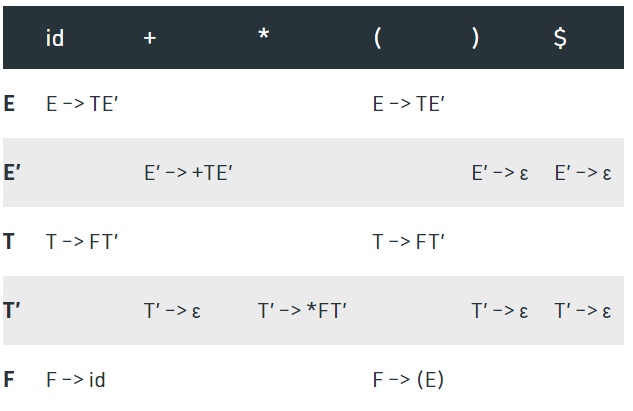 id + * ( ) $
E E -> TE′ E -> TE′
E′ E′ -> +TE′ E′ -> ε E′ -> ε
T T -> FT′ T -> FT′
T′ T′ -> ε T′ -> *FT′ T′ -> ε T′ -> ε
F F -> id F -> (E)